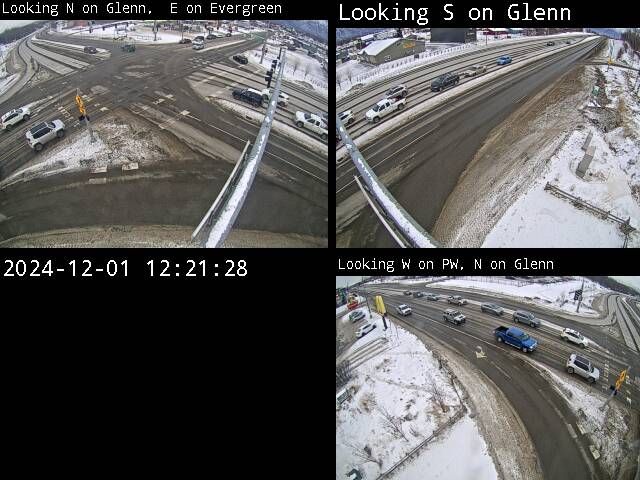 Looking N on Glenn,  E on Evergreen
Looking S on Glenn
2024-12-01 12:21:28
Looking W on PW, N on Glenn